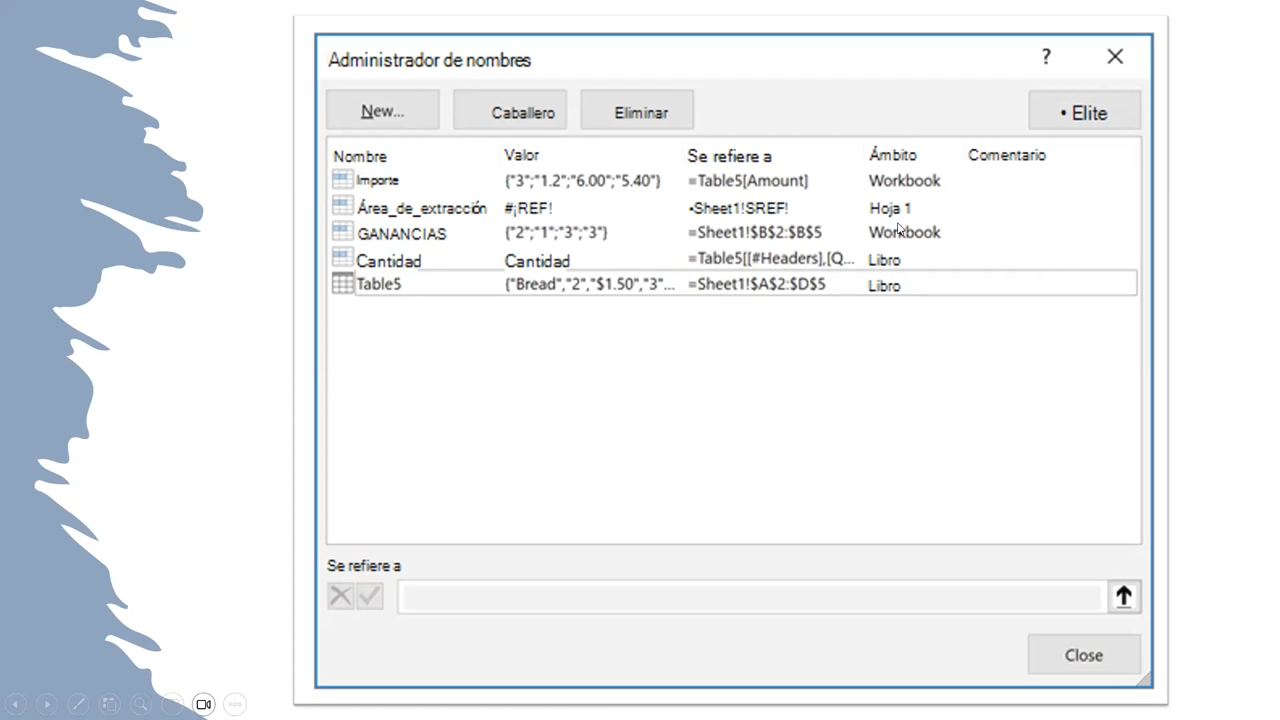 Administrador de nombres ?
New... Caballero Eliminar • Elite
Nombre Valor Se refiere a Ámbito Comentario
Importe {"3";"1.2";"6.00";"5.40"} =Table5[Amount] Workbook
Área_de_extracción #¡REF! •Sheet1!SREF! Hoja 1
GANANCIAS {"2";"1";"3";"3"} =Sheet1!$B$2:$B$5 Workbook
Cantidad Cantidad =Table5[[#Headers],[Q... Libro
Table5 {"Bread","2","$1.50","3"... =Sheet1!$A$2:$D$5 Libro
Se refiere a
Close